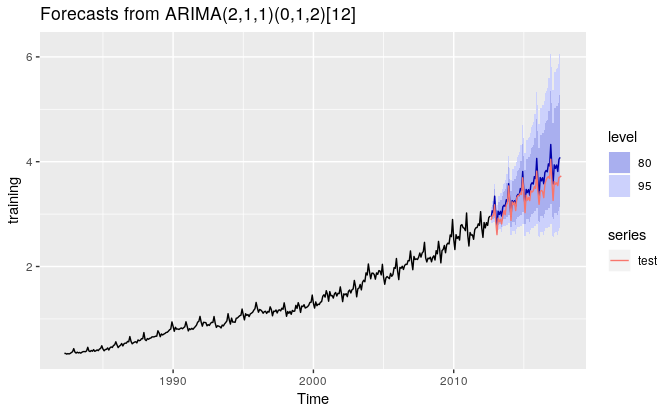 Forecasts from ARIMA(2,1,1)(0,1,2)[12]
training
6
4
2
1990
2000
2010
Time
level
80
95
series
test